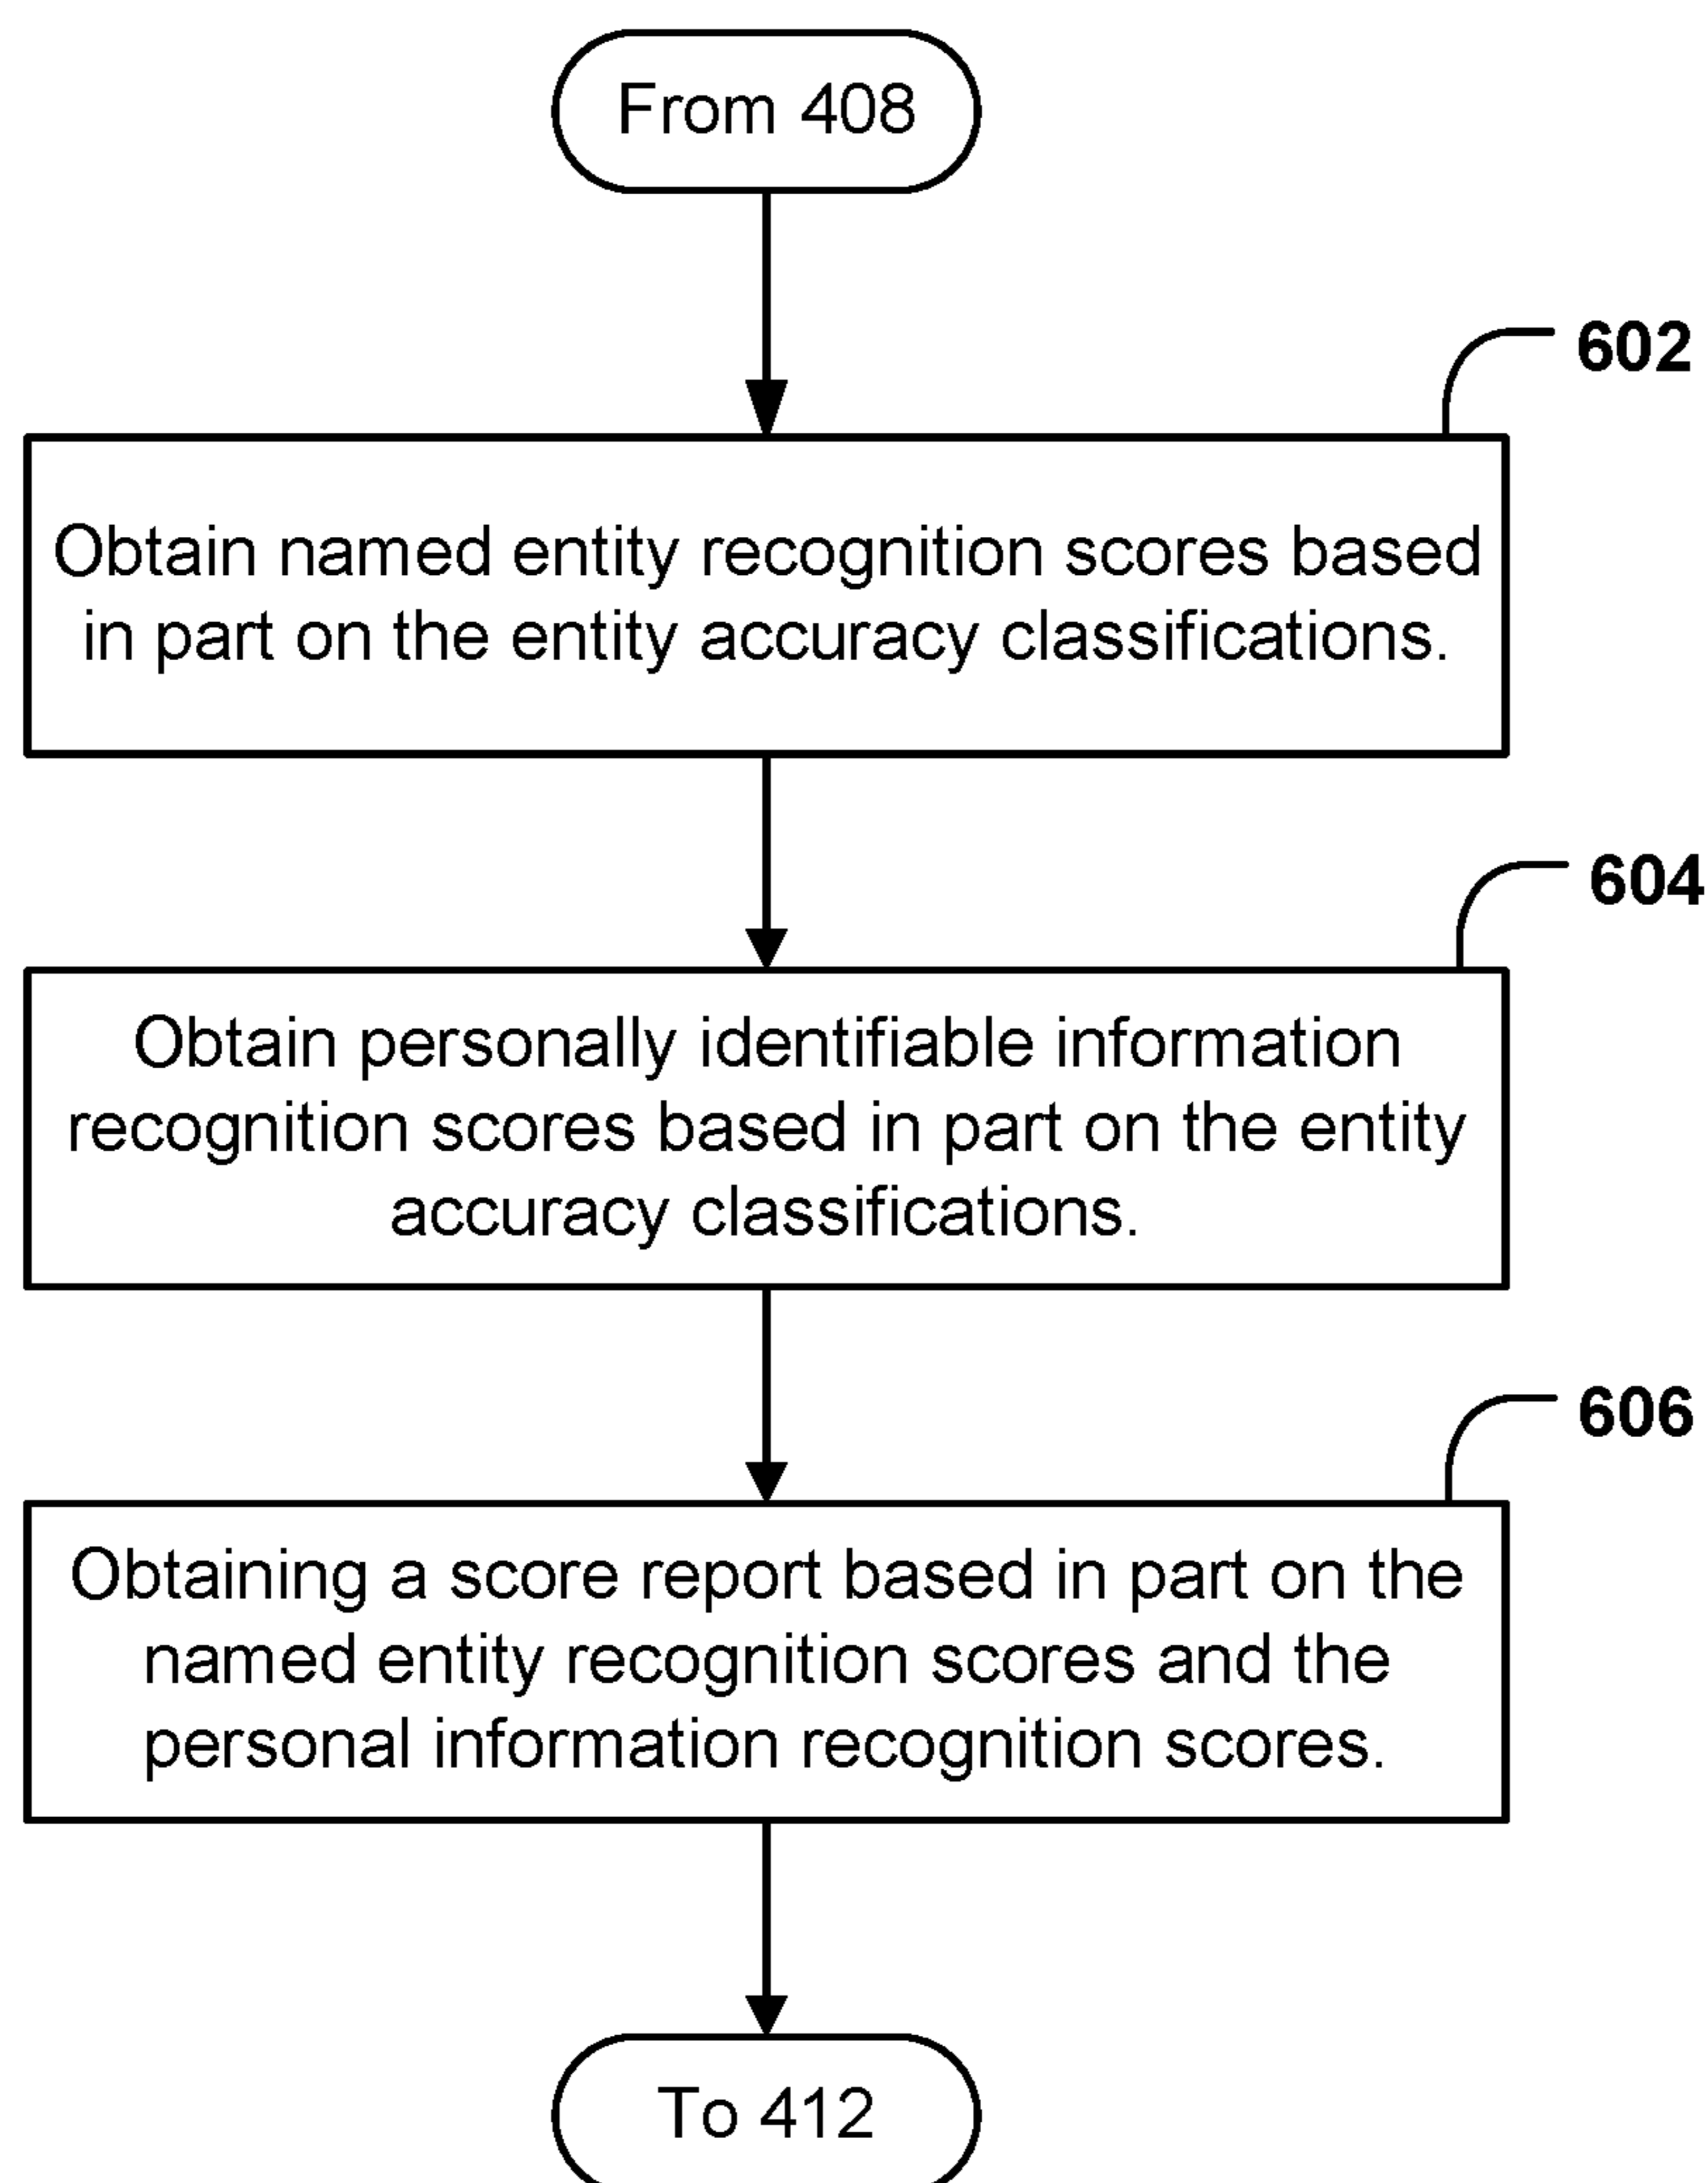 From 408
602
Obtain named entity recognition scores based
in part on the entity accuracy classifications.
604
Obtain personally identifiable information
recognition scores based in part on the entity
accuracy classifications.
606
Obtaining a score report based in part on the
named entity recognition scores and the
personal information recognition scores.
To 412